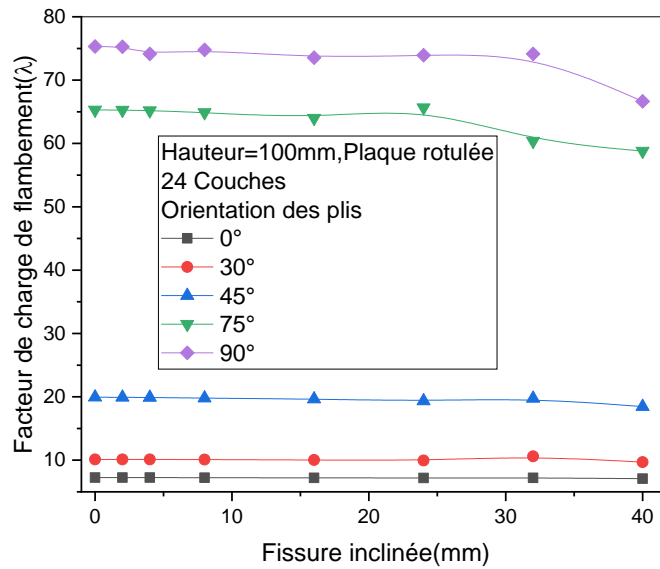 80
70
60
50
40
30
20
10
Facteur de charge de flambement(λ)
Hauteur=100mm,Plaque rotulée
24 Couches
Orientation des plis
0°
30°
45°
75°
90°
0 10 20 30 40
Fissure inclinée(mm)